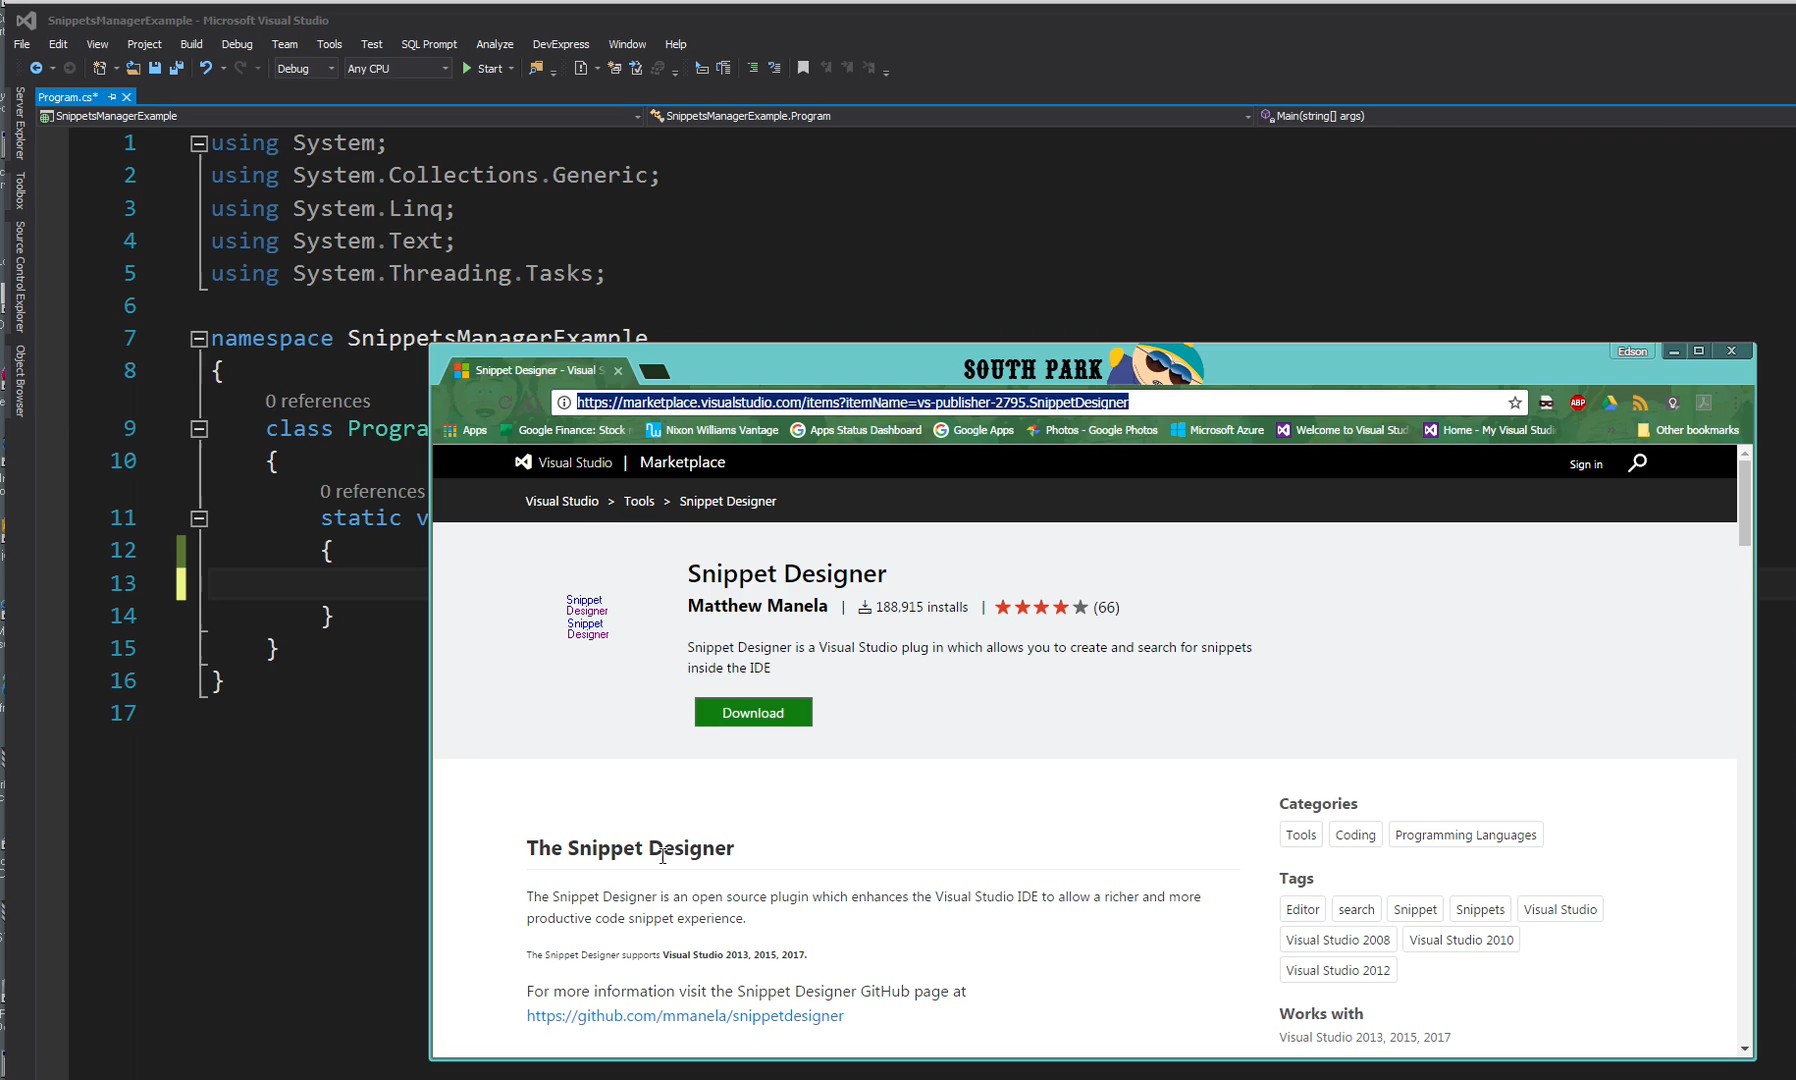 SnippetsManagerExample - Microsoft Visual Studio
File Edit View Project Build Debug Team Tools Test SQL Prompt Analyze DevExpress Window Help
Debug Any CPU Start
Program.cs*
SnippetsManagerExample SnippetsManagerExample.Program Main(string[] args)
Server Explorer
Toolbox
Source Control Explorer
Object Browser
1 using System;
2 using System.Collections.Generic;
3 using System.Linq;
4 using System.Text;
5 using System.Threading.Tasks;
6
7 namespace SnippetsManagerExample
8 {
0 references
9 class Progra
10 {
0 references
11 static v
12 {
13
14 }
15 }
16 }
17
SOUTH PARK
Edson
Snippet Designer - Visual S
https://marketplace.visualstudio.com/items?itemName=vs-publisher-2795.SnippetDesigner
ABP
Apps Google Finance: Stock Nixon Williams Vantage Apps Status Dashboard Google Apps Photos - Google Photos Microsoft Azure Welcome to Visual Stud Home - My Visual Studi Other bookmarks
Visual Studio | Marketplace
Sign in
Visual Studio > Tools > Snippet Designer
Snippet Designer
Snippet Designer
Snippet Designer
Matthew Manela | 188,915 installs | (66)
Snippet Designer is a Visual Studio plug in which allows you to create and search for snippets
inside the IDE
Download
The Snippet Designer
The Snippet Designer is an open source plugin which enhances the Visual Studio IDE to allow a richer and more
productive code snippet experience.
The Snippet Designer supports Visual Studio 2013, 2015, 2017.
For more information visit the Snippet Designer GitHub page at
https://github.com/mmanela/snippetdesigner
Categories
Tools Coding Programming Languages
Tags
Editor search Snippet Snippets Visual Studio
Visual Studio 2008 Visual Studio 2010
Visual Studio 2012
Works with
Visual Studio 2013, 2015, 2017